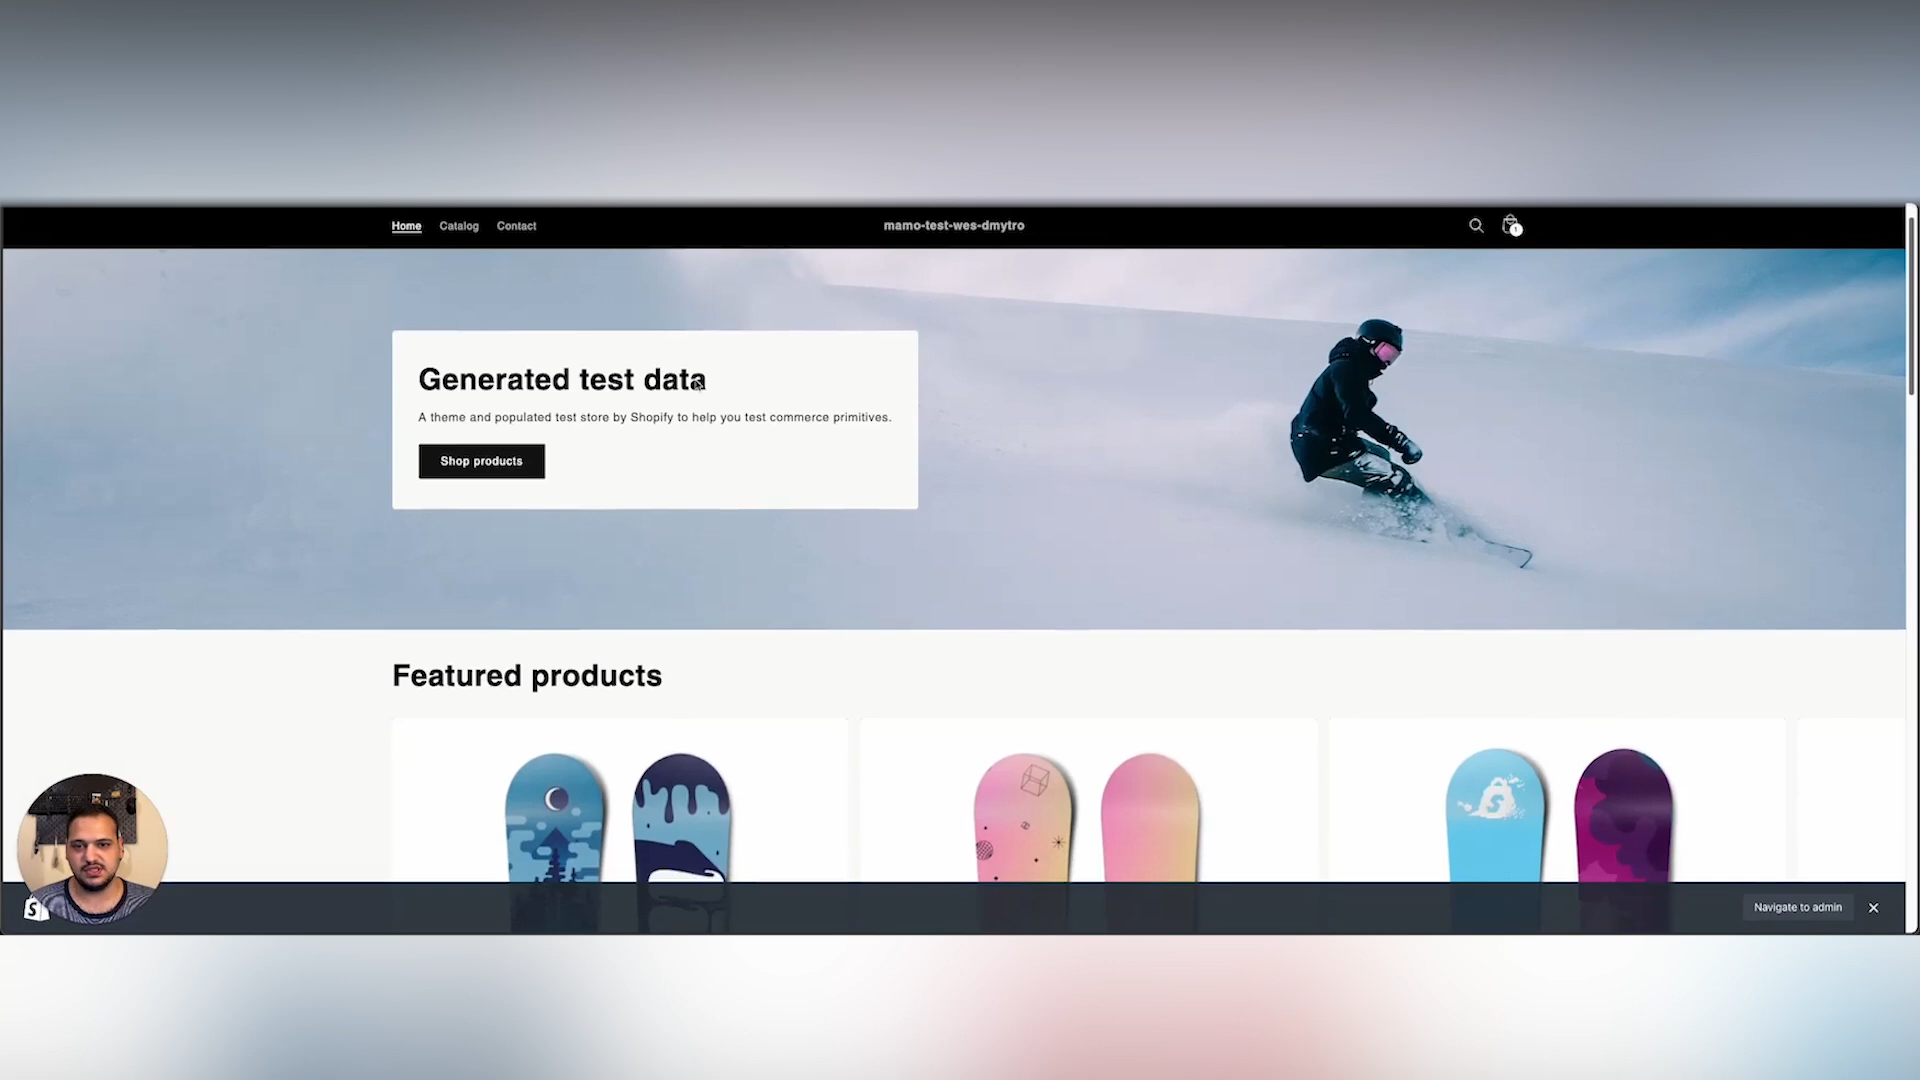 Home Catalog Contact
mamo-test-wes-dmytro
1
Generated test data
A theme and populated test store by Shopify to help you test commerce primitives.
Shop products
Featured products
Navigate to admin